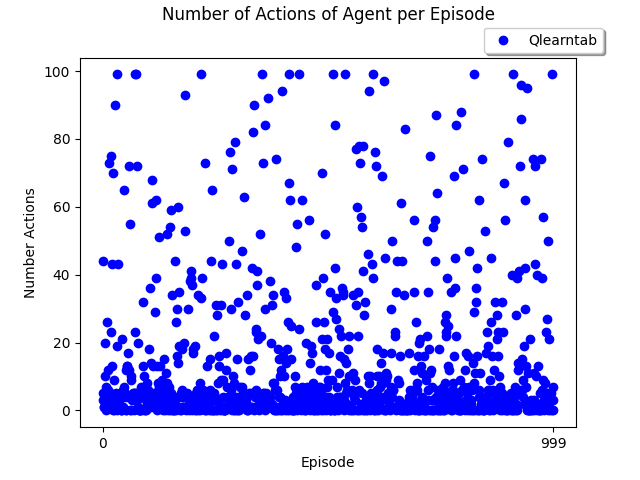 Number of Actions of Agent per Episode
Qlearntab
100
80
60
40
20
0
Number Actions
0 999
Episode